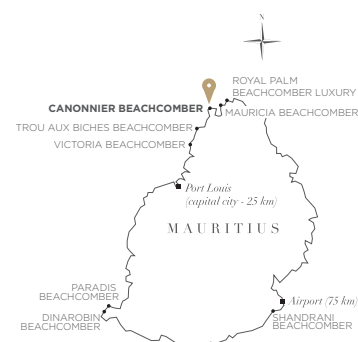 N
ROYAL PALM
BEACHCOMBER LUXURY
CANONNIER BEACHCOMBER
MAURICIA BEACHCOMBER
TROU AUX BICHES BEACHCOMBER
VICTORIA BEACHCOMBER
Port Louis
(capital city - 25 km)
MAURITIUS
PARADIS
BEACHCOMBER
Airport (75 km)
DINAROBIN
BEACHCOMBER
SHANDRANI
BEACHCOMBER